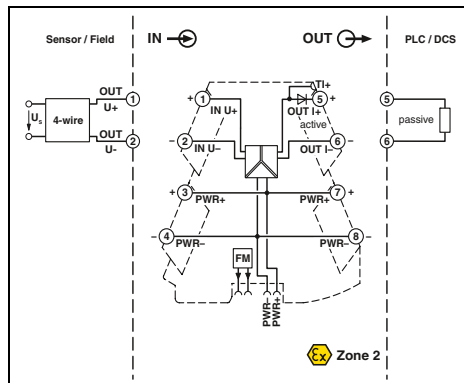 Sensor / Field
IN
OUT
PLC / DCS
OUT
U+
1
+
1
IN U+
TI+
5
+
OUT I+
active
5
Us
4-wire
passive
OUT
U-
2
–
2
IN U–
OUT I–
6
–
6
3
+
PWR+
7
+
PWR+
–
4
PWR–
8
–
PWR–
FM
PWR–
PWR+
Ex
Zone 2